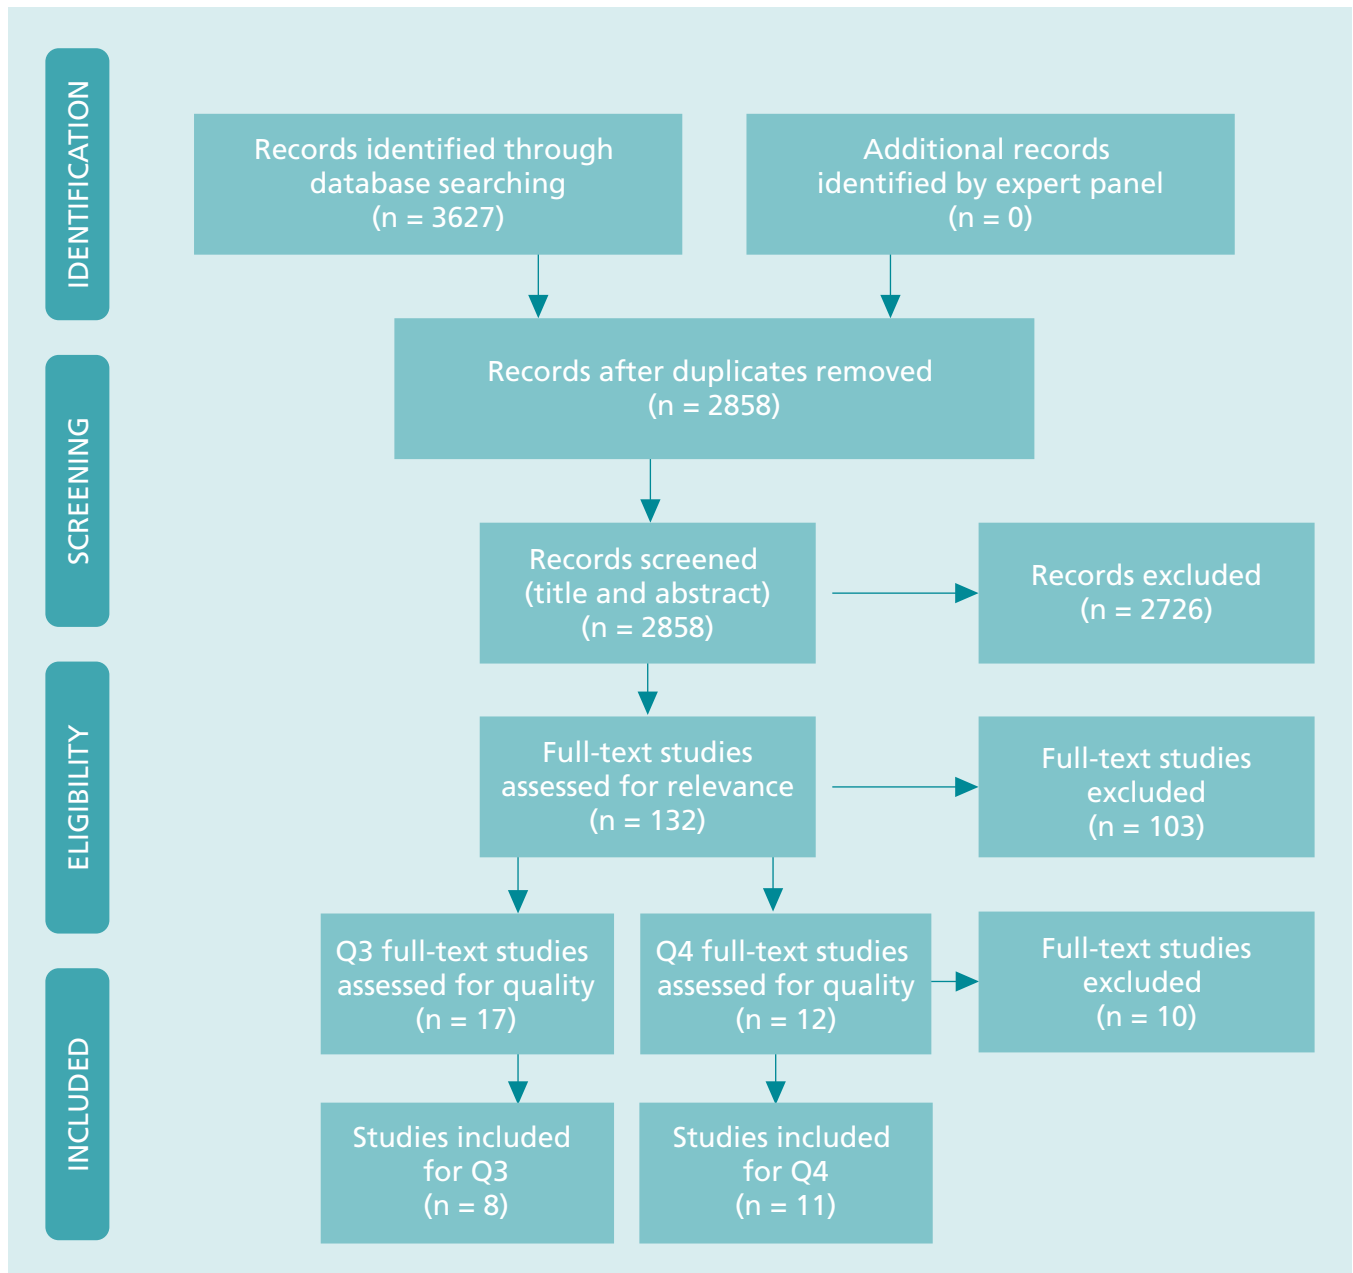 IDENTIFICATION
Records identified through
database searching
(n = 3627)
Additional records
identified by expert panel
(n = 0)
Records after duplicates removed
(n = 2858)
SCREENING
Records screened
(title and abstract)
(n = 2858)
Records excluded
(n = 2726)
ELIGIBILITY
Full-text studies
assessed for relevance
(n = 132)
Full-text studies
excluded
(n = 103)
Q3 full-text studies
assessed for quality
(n = 17)
Q4 full-text studies
assessed for quality
(n = 12)
Full-text studies
excluded
(n = 10)
INCLUDED
Studies included
for Q3
(n = 8)
Studies included
for Q4
(n = 11)